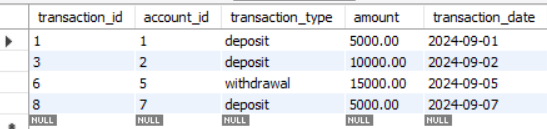 transaction_id account_id transaction_type amount transaction_date
1 1 deposit 5000.00 2024-09-01
3 2 deposit 10000.00 2024-09-02
6 5 withdrawal 15000.00 2024-09-05
8 7 deposit 5000.00 2024-09-07
NULL NULL NULL NULL NULL